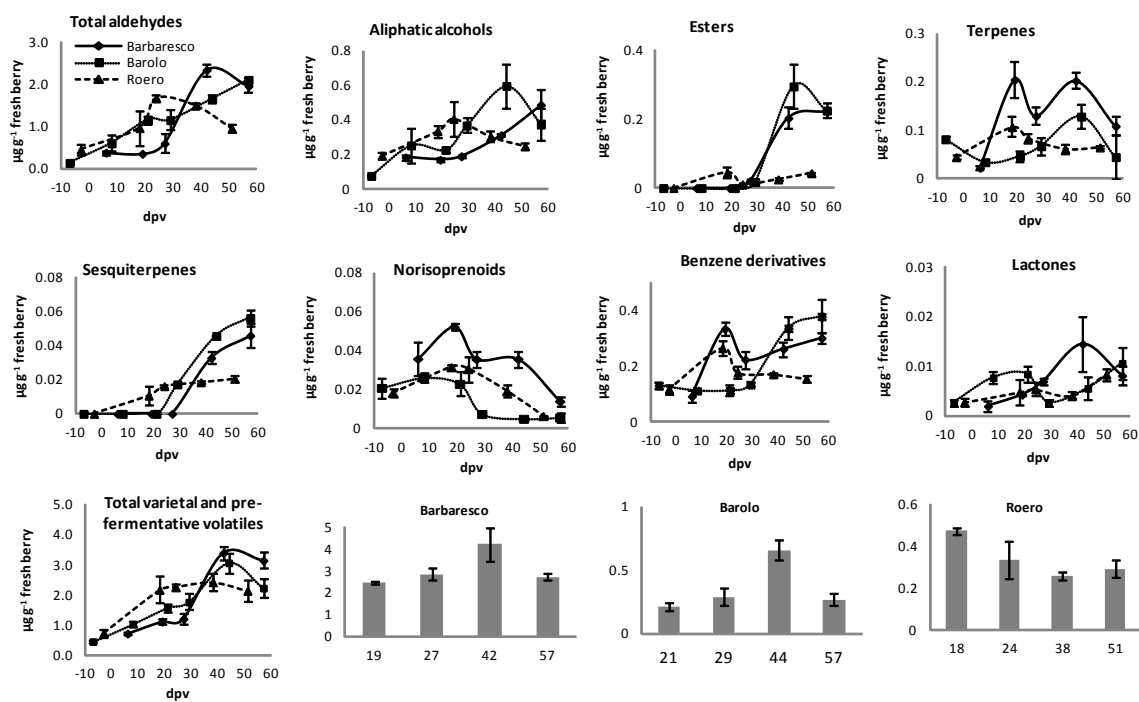 Total aldehydes
µg g⁻¹ fresh berry
3.0
2.0
1.0
0.0
Barbaresco
Barolo
Roero
-10 0 10 20 30 40 50 60
dpv
Aliphatic alcohols
µg g⁻¹ fresh berry
0.8
0.6
0.4
0.2
0
-10 0 10 20 30 40 50 60
dpv
Esters
µg g⁻¹ fresh berry
0.4
0.2
0
-10 0 10 20 30 40 50 60
dpv
Terpenes
µg g⁻¹ fresh berry
0.3
0.2
0.1
0
-10 0 10 20 30 40 50 60
dpv
Sesquiterpenes
µg g⁻¹ fresh berry
0.08
0.06
0.04
0.02
0
-10 0 10 20 30 40 50 60
dpv
Norisoprenoids
µg g⁻¹ fresh berry
0.08
0.06
0.04
0.02
0
-10 0 10 20 30 40 50 60
dpv
Benzene derivatives
µg g⁻¹ fresh berry
0.4
0.2
0
-10 0 10 20 30 40 50 60
dpv
Lactones
µg g⁻¹ fresh berry
0.03
0.02
0.01
0
-10 0 10 20 30 40 50 60
dpv
Total varietal and pre-
fermentative volatiles
µg g⁻¹ fresh berry
5.0
4.0
3.0
2.0
1.0
0.0
-10 0 10 20 30 40 50 60
dpv
Barbaresco
5
4
3
2
1
0
19 27 42 57
Barolo
1
0.5
0
21 29 44 57
Roero
0.6
0.4
0.2
0
18 24 38 51